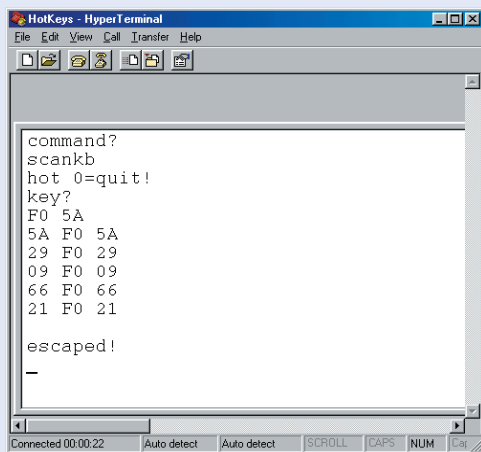 HotKeys - HyperTerminal
File Edit View Call Transfer Help
command?
scankb
hot 0=quit!
key?
F0 5A
5A F0 5A
29 F0 29
09 F0 09
66 F0 66
21 F0 21
escaped!
Connected 00:00:22 Auto detect Auto detect SCROLL CAPS NUM Cap